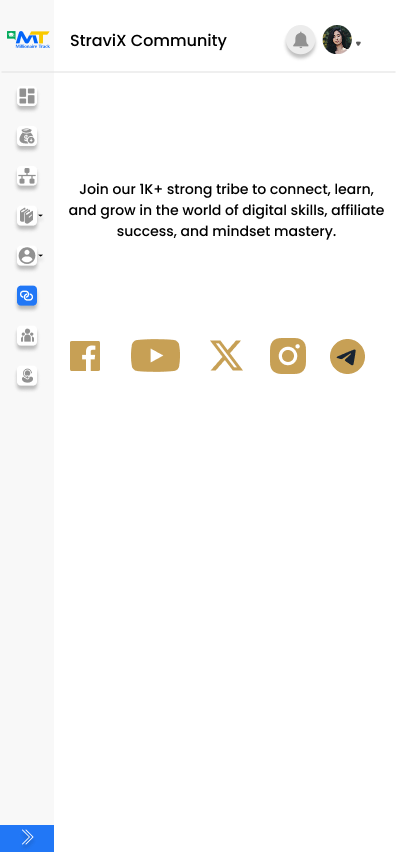 MT
Millionaire Track
StraviX Community
Join our 1K+ strong tribe to connect, learn,
and grow in the world of digital skills, affiliate
success, and mindset mastery.